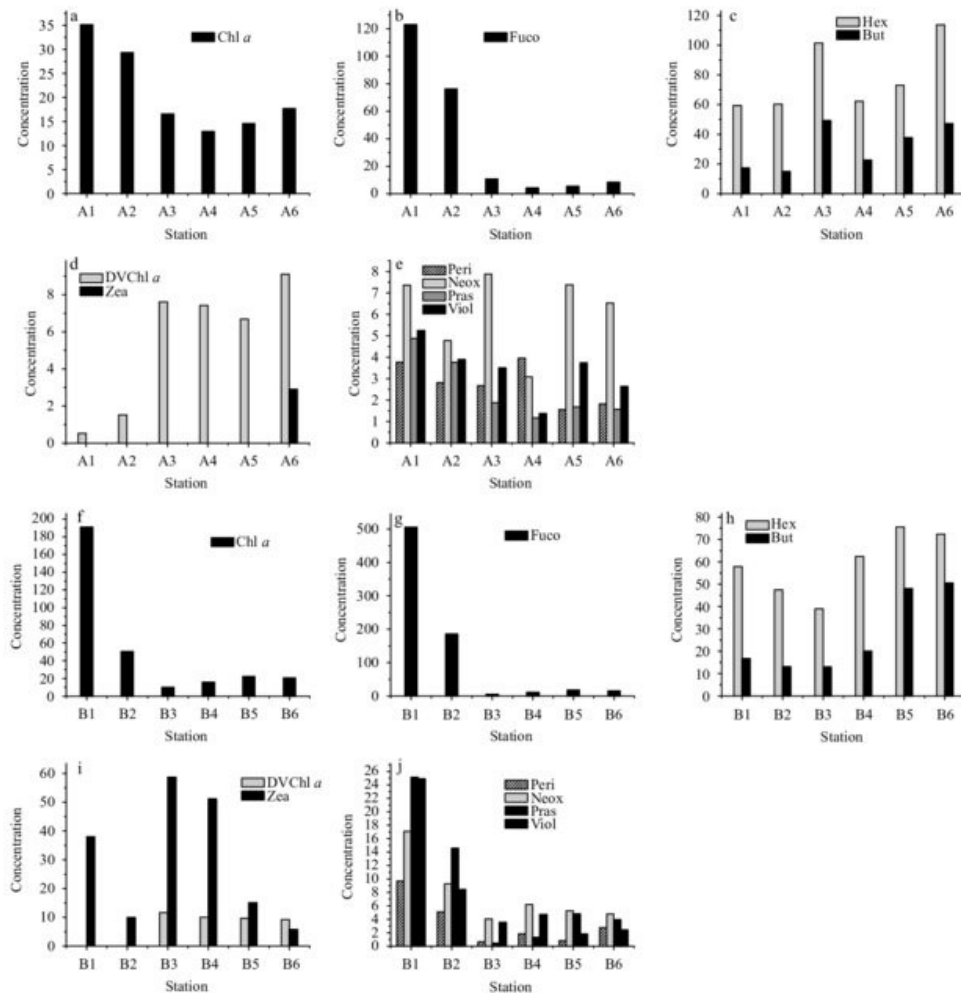 a
Chl a
Concentration
35
30
25
20
15
10
5
0
A1 A2 A3 A4 A5 A6
Station
b
Fuco
Concentration
120
100
80
60
40
20
0
A1 A2 A3 A4 A5 A6
Station
c
Hex
But
Concentration
120
100
80
60
40
20
0
A1 A2 A3 A4 A5 A6
Station
d
DVChl a
Zea
Concentration
8
6
4
2
0
A1 A2 A3 A4 A5 A6
Station
e
Peri
Neox
Pras
Viol
Concentration
8
7
6
5
4
3
2
1
0
A1 A2 A3 A4 A5 A6
Station
f
Chl a
Concentration
200
180
160
140
120
100
80
60
40
20
0
B1 B2 B3 B4 B5 B6
Station
g
Fuco
Concentration
500
400
300
200
100
0
B1 B2 B3 B4 B5 B6
Station
h
Hex
But
Concentration
80
70
60
50
40
30
20
10
0
B1 B2 B3 B4 B5 B6
Station
i
DVChl a
Zea
Concentration
60
50
40
30
20
10
0
B1 B2 B3 B4 B5 B6
Station
j
Peri
Neox
Pras
Viol
Concentration
26
24
22
20
18
16
14
12
10
8
6
4
2
0
B1 B2 B3 B4 B5 B6
Station